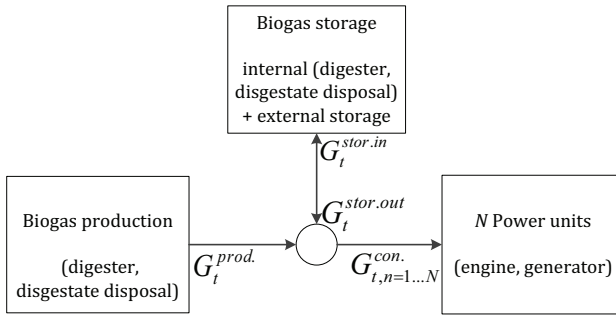 Biogas storage
internal (digester,
disgestate disposal)
+ external storage
G_t^{stor.in}
G_t^{stor.out}
Biogas production
(digester,
disgestate disposal)
G_t^{prod.}
G_{t,n=1...N}^{con.}
N Power units
(engine, generator)